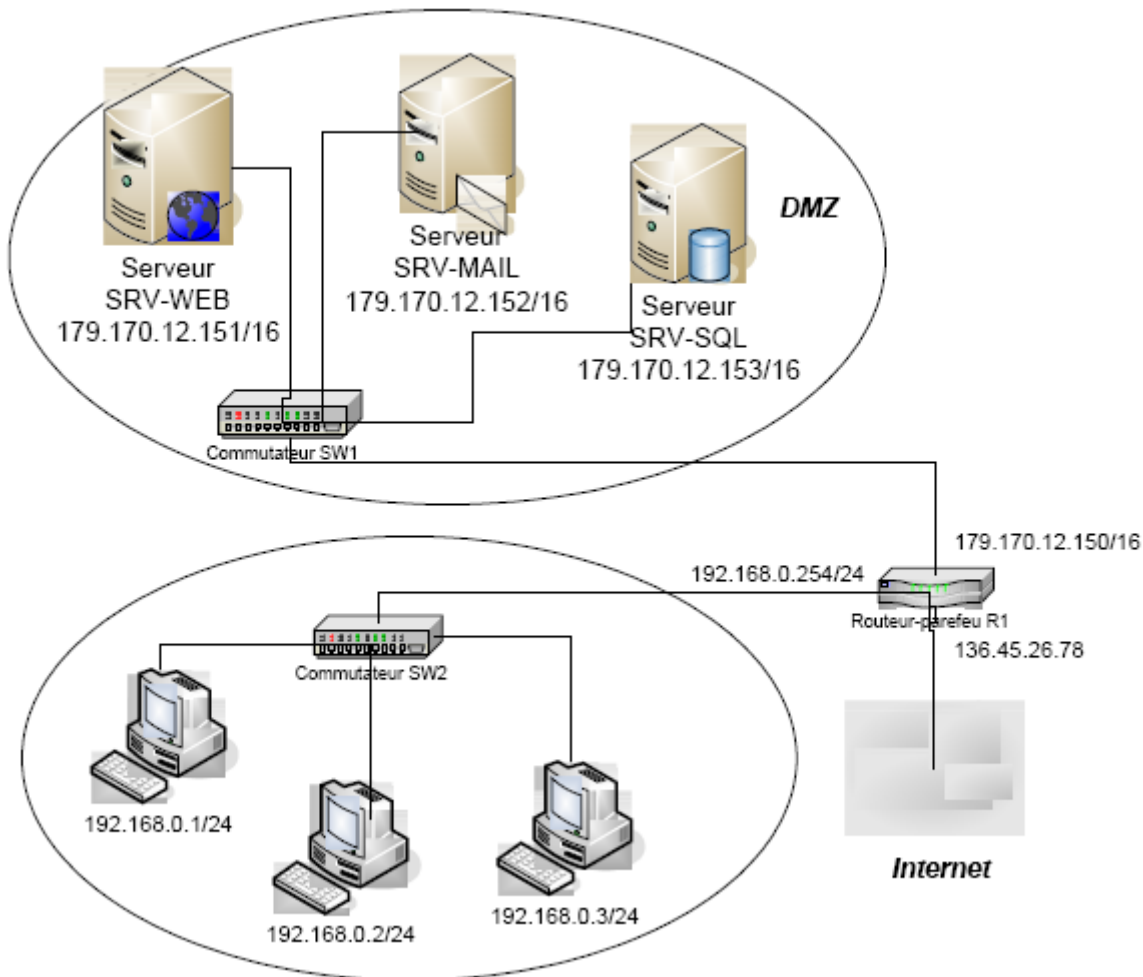 Serveur
SRV-WEB
179.170.12.151/16
Serveur
SRV-MAIL
179.170.12.152/16
DMZ
Serveur
SRV-SQL
179.170.12.153/16
Commutateur SW1
179.170.12.150/16
192.168.0.254/24
Routeur-parefeu R1
136.45.26.78
Commutateur SW2
192.168.0.1/24
192.168.0.2/24
192.168.0.3/24
Internet